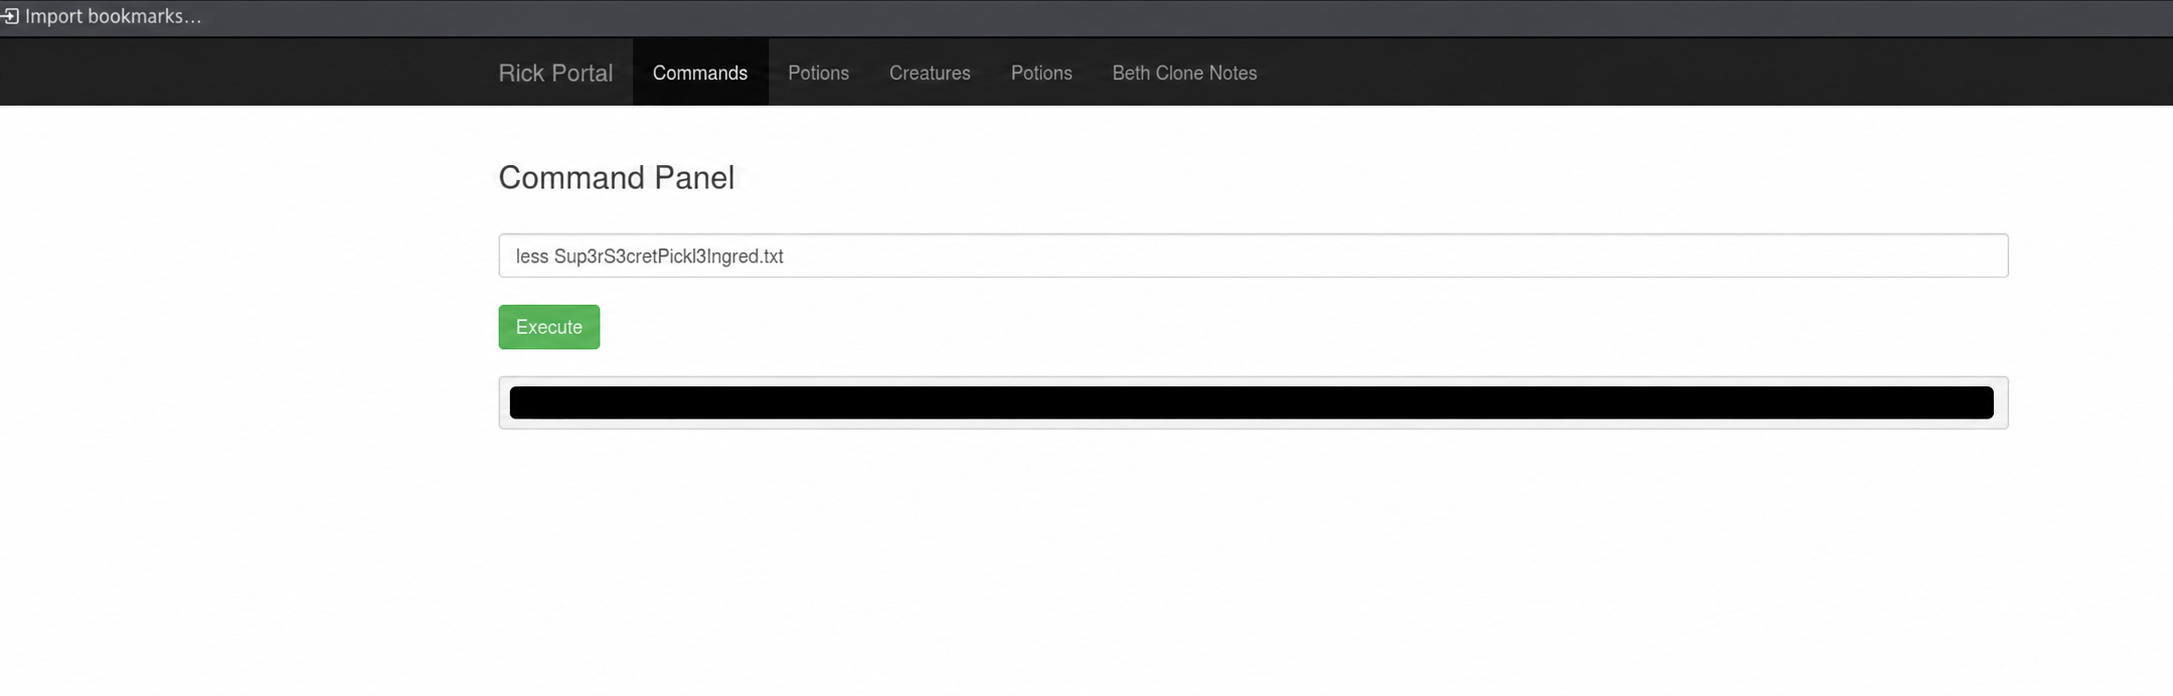 Import bookmarks...
Rick Portal Commands Potions Creatures Potions Beth Clone Notes
Command Panel
less Sup3rS3cretPickl3Ingred.txt
Execute